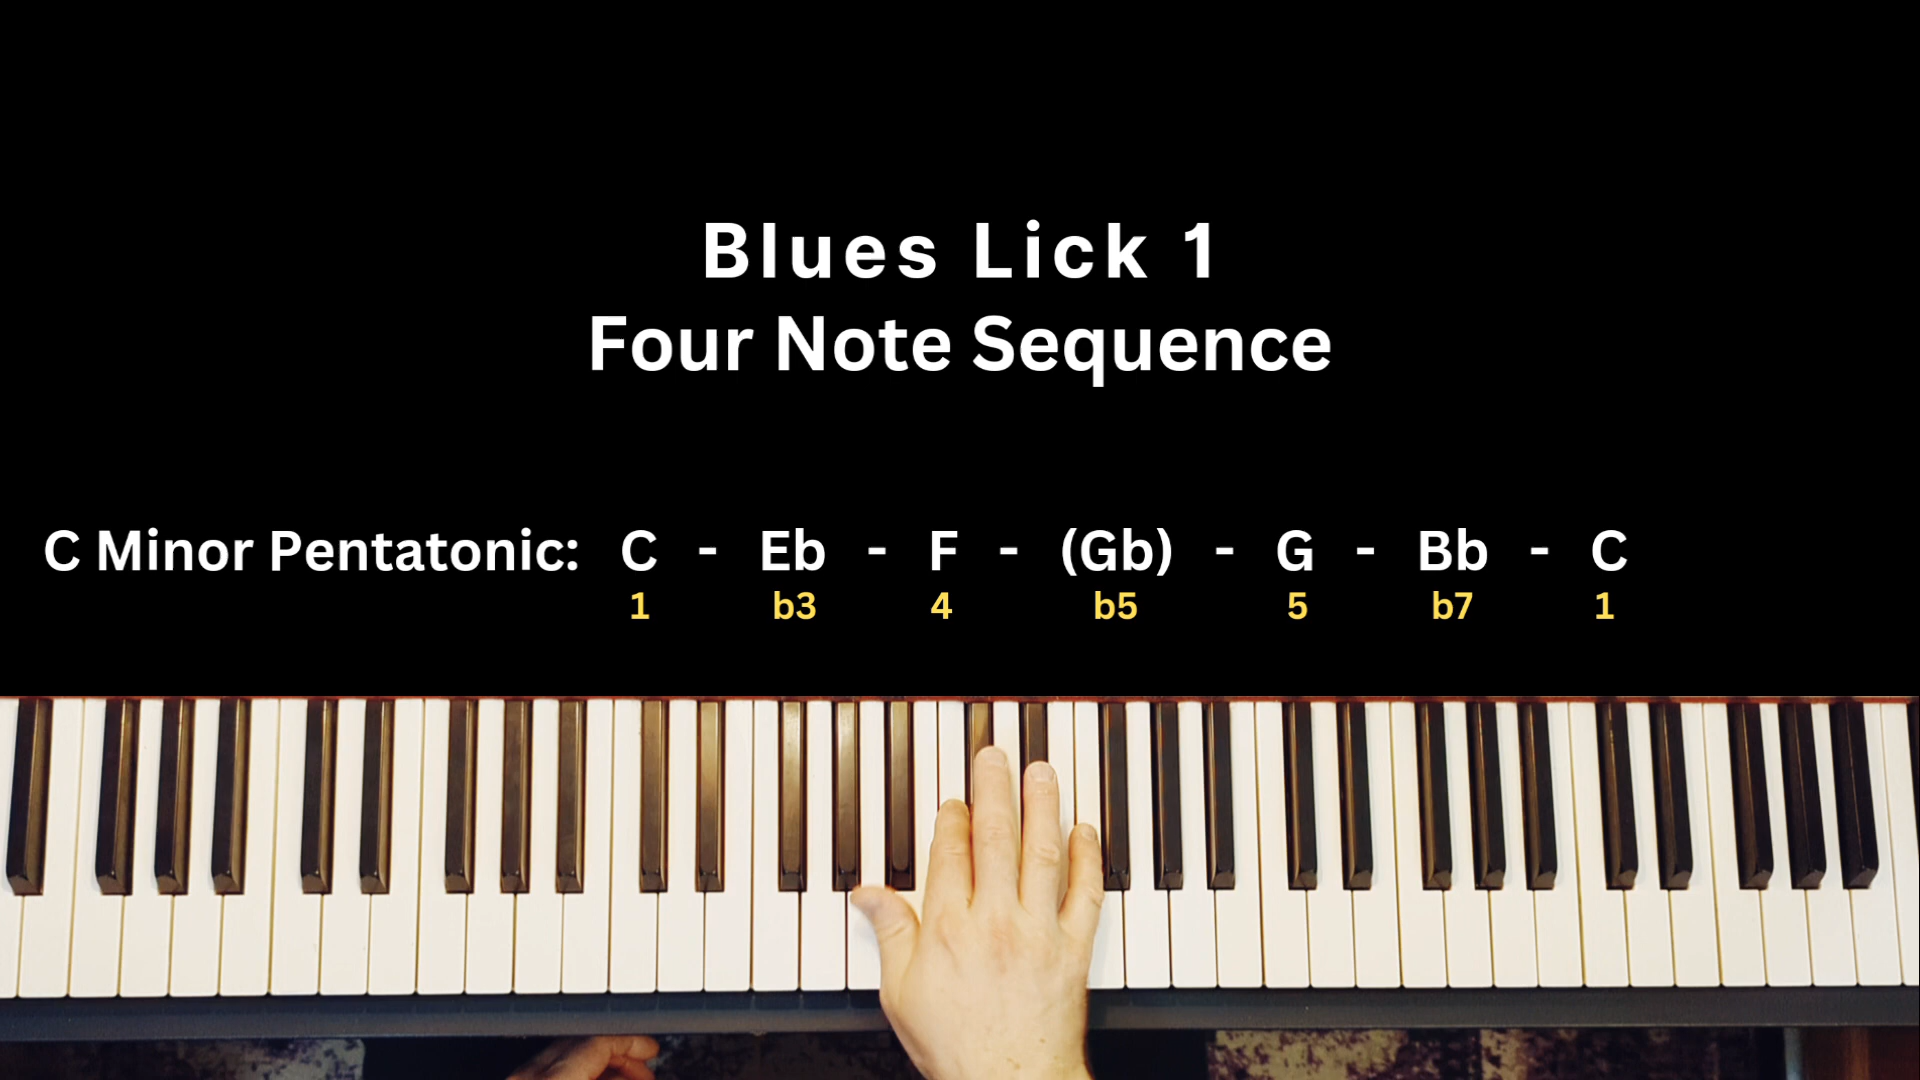 Blues Lick 1
Four Note Sequence
C Minor Pentatonic: C - Eb - F - (Gb) - G - Bb - C
1 b3 4 b5 5 b7 1